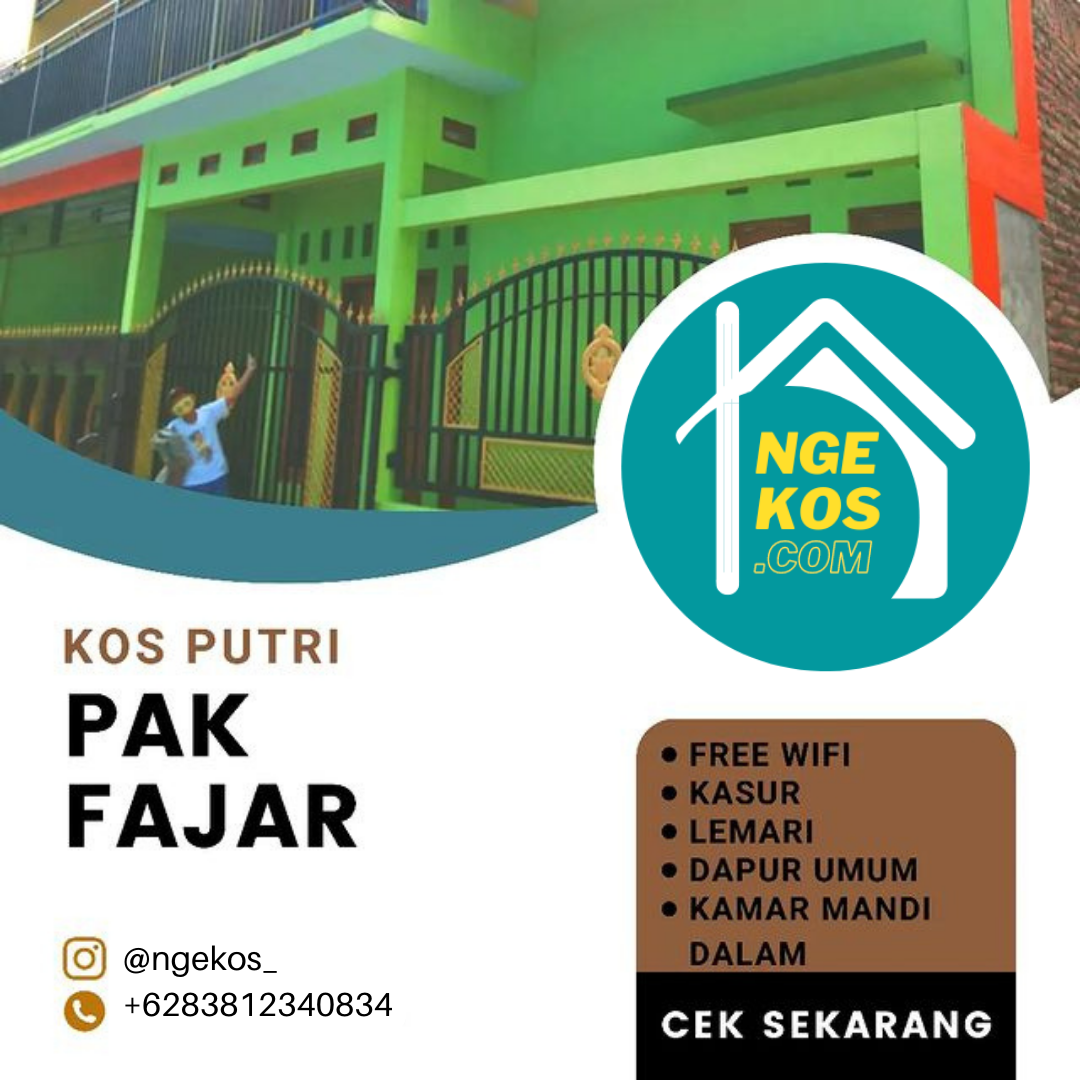 NGE
KOS
.COM
KOS PUTRI
PAK
FAJAR
• FREE WIFI
• KASUR
• LEMARI
• DAPUR UMUM
• KAMAR MANDI
DALAM
@ngekos_
+6283812340834
CEK SEKARANG